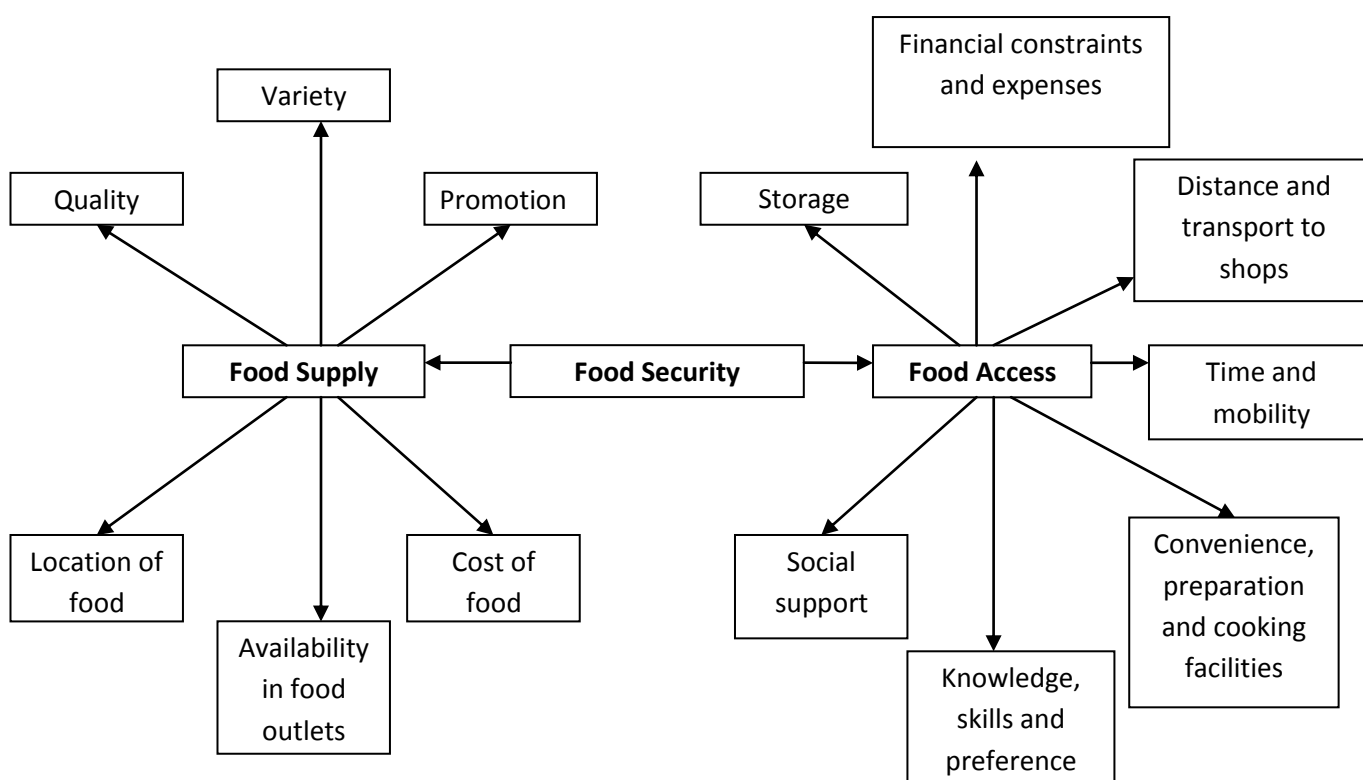 Financial constraints
and expenses
Variety
Quality
Promotion
Storage
Distance and
transport to
shops
Food Supply
Food Security
Food Access
Time and
mobility
Location of
food
Cost of
food
Social
support
Convenience,
preparation
and cooking
facilities
Availability
in food
outlets
Knowledge,
skills and
preference